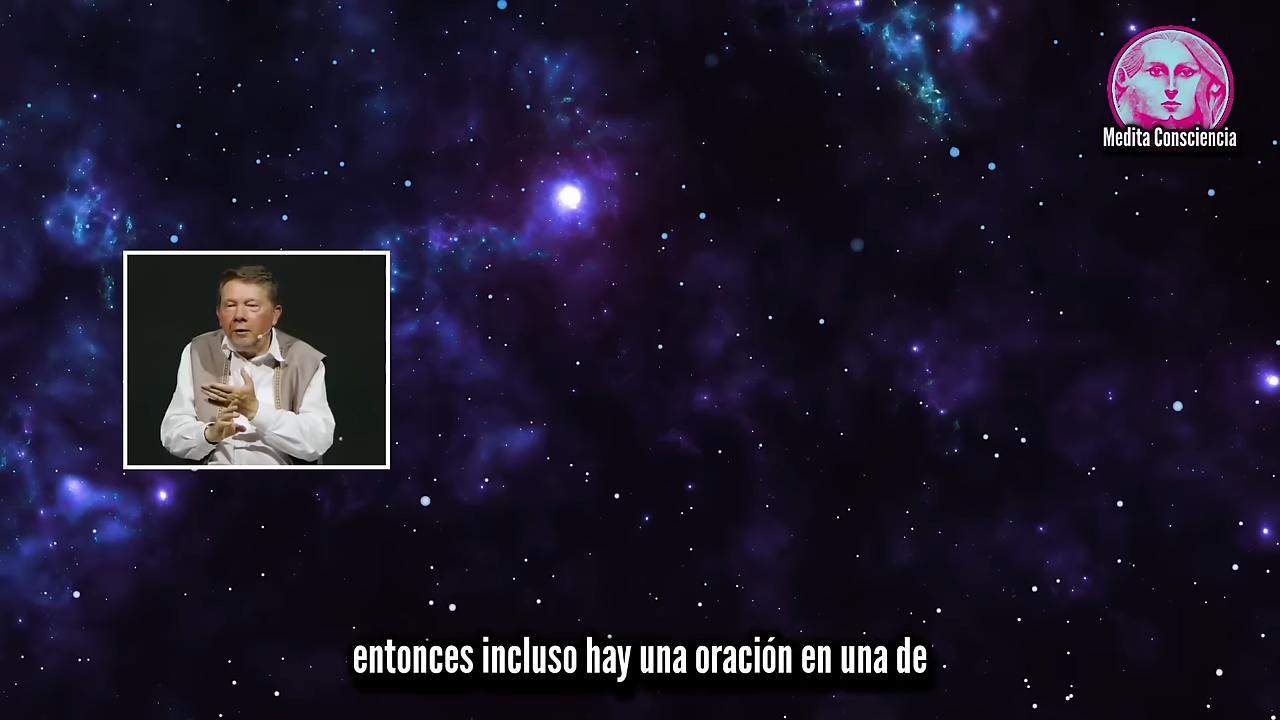 Medita Consciencia
entonces incluso hay una oración en una de